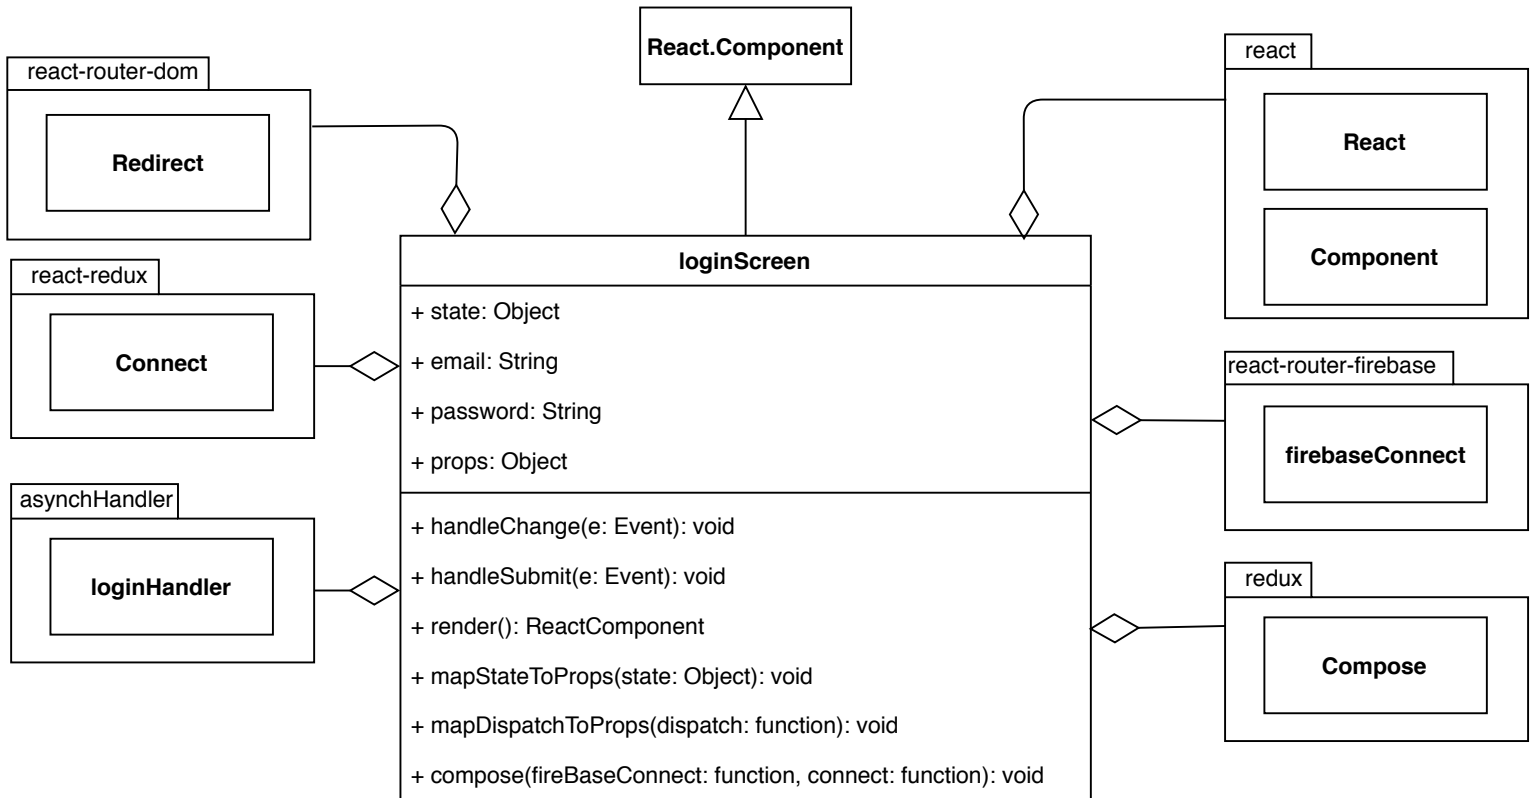 React.Component
react-router-dom
Redirect
react
React
Component
react-redux
Connect
loginScreen
+ state: Object
+ email: String
+ password: String
+ props: Object
react-router-firebase
firebaseConnect
asynchHandler
loginHandler
+ handleChange(e: Event): void
+ handleSubmit(e: Event): void
+ render(): ReactComponent
+ mapStateToProps(state: Object): void
+ mapDispatchToProps(dispatch: function): void
+ compose(fireBaseConnect: function, connect: function): void
redux
Compose